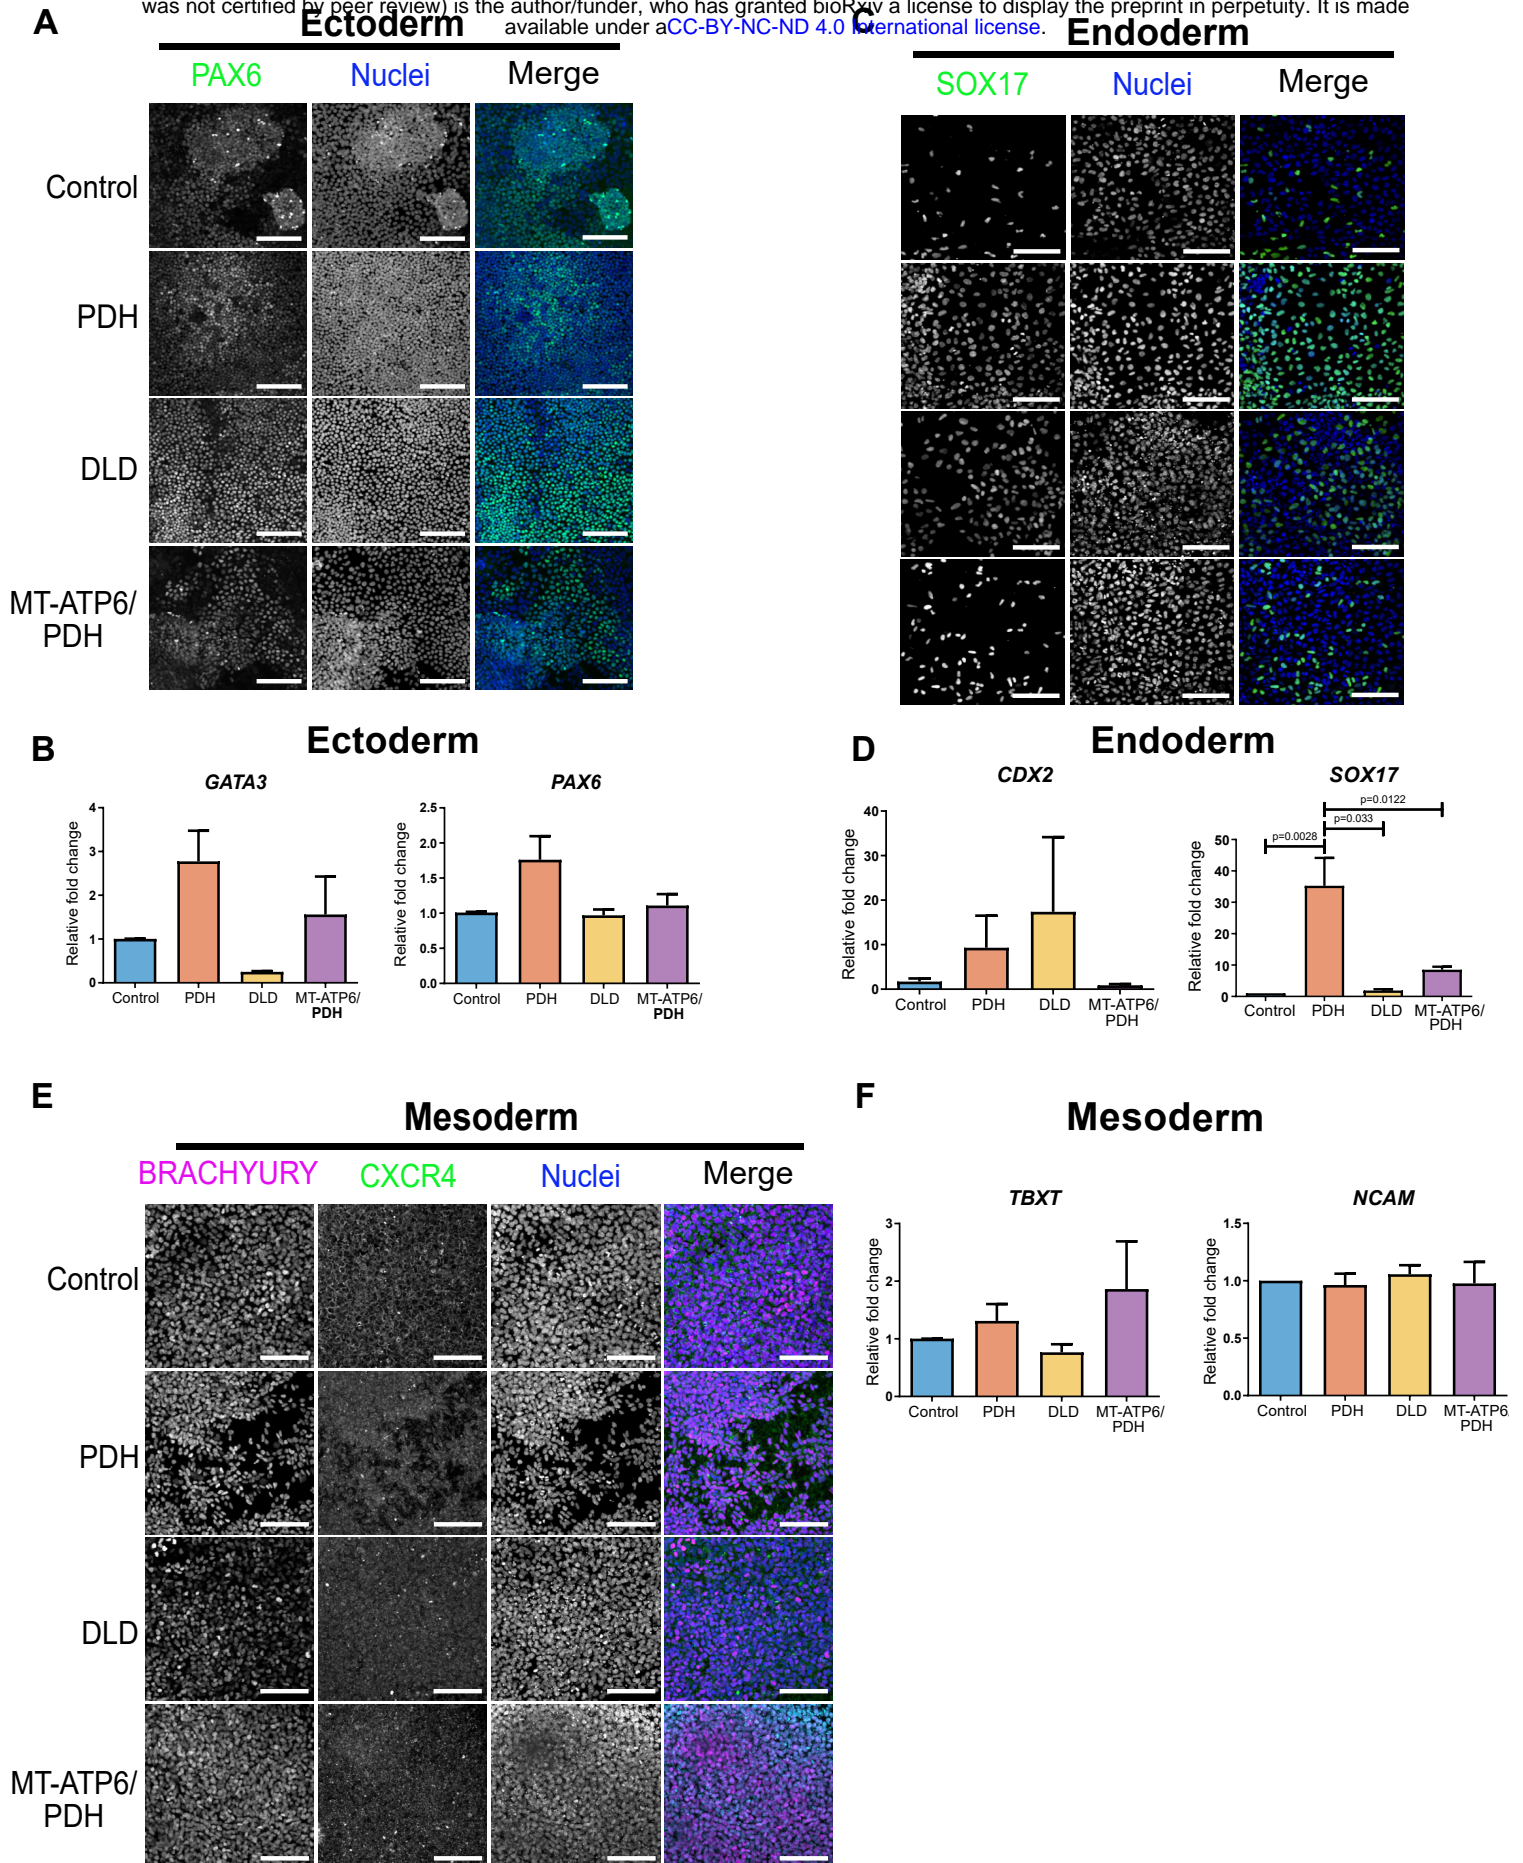 was not certified by peer review) is the author/funder, who has granted bioRxiv a license to display the preprint in perpetuity. It is made
available under aCC-BY-NC-ND 4.0 International license.
A
Ectoderm
PAX6 Nuclei Merge
Control
PDH
DLD
MT-ATP6/
PDH
C
Endoderm
SOX17 Nuclei Merge
B
Ectoderm
GATA3
Relative fold change
4
3
2
1
0
Control PDH DLD MT-ATP6/
PDH
PAX6
Relative fold change
2.5
2.0
1.5
1.0
0.5
0.0
Control PDH DLD MT-ATP6/
PDH
D
Endoderm
CDX2
Relative fold change
40
30
20
10
0
Control PDH DLD MT-ATP6/
PDH
SOX17
p=0.0122
p=0.033
p=0.0028
Relative fold change
50
40
30
20
10
0
Control PDH DLD MT-ATP6/
PDH
E
Mesoderm
BRACHYURY CXCR4 Nuclei Merge
Control
PDH
DLD
MT-ATP6/
PDH
F
Mesoderm
TBXT
Relative fold change
3
2
1
0
Control PDH DLD MT-ATP6/
PDH
NCAM
Relative fold change
1.5
1.0
0.5
0.0
Control PDH DLD MT-ATP6
PDH